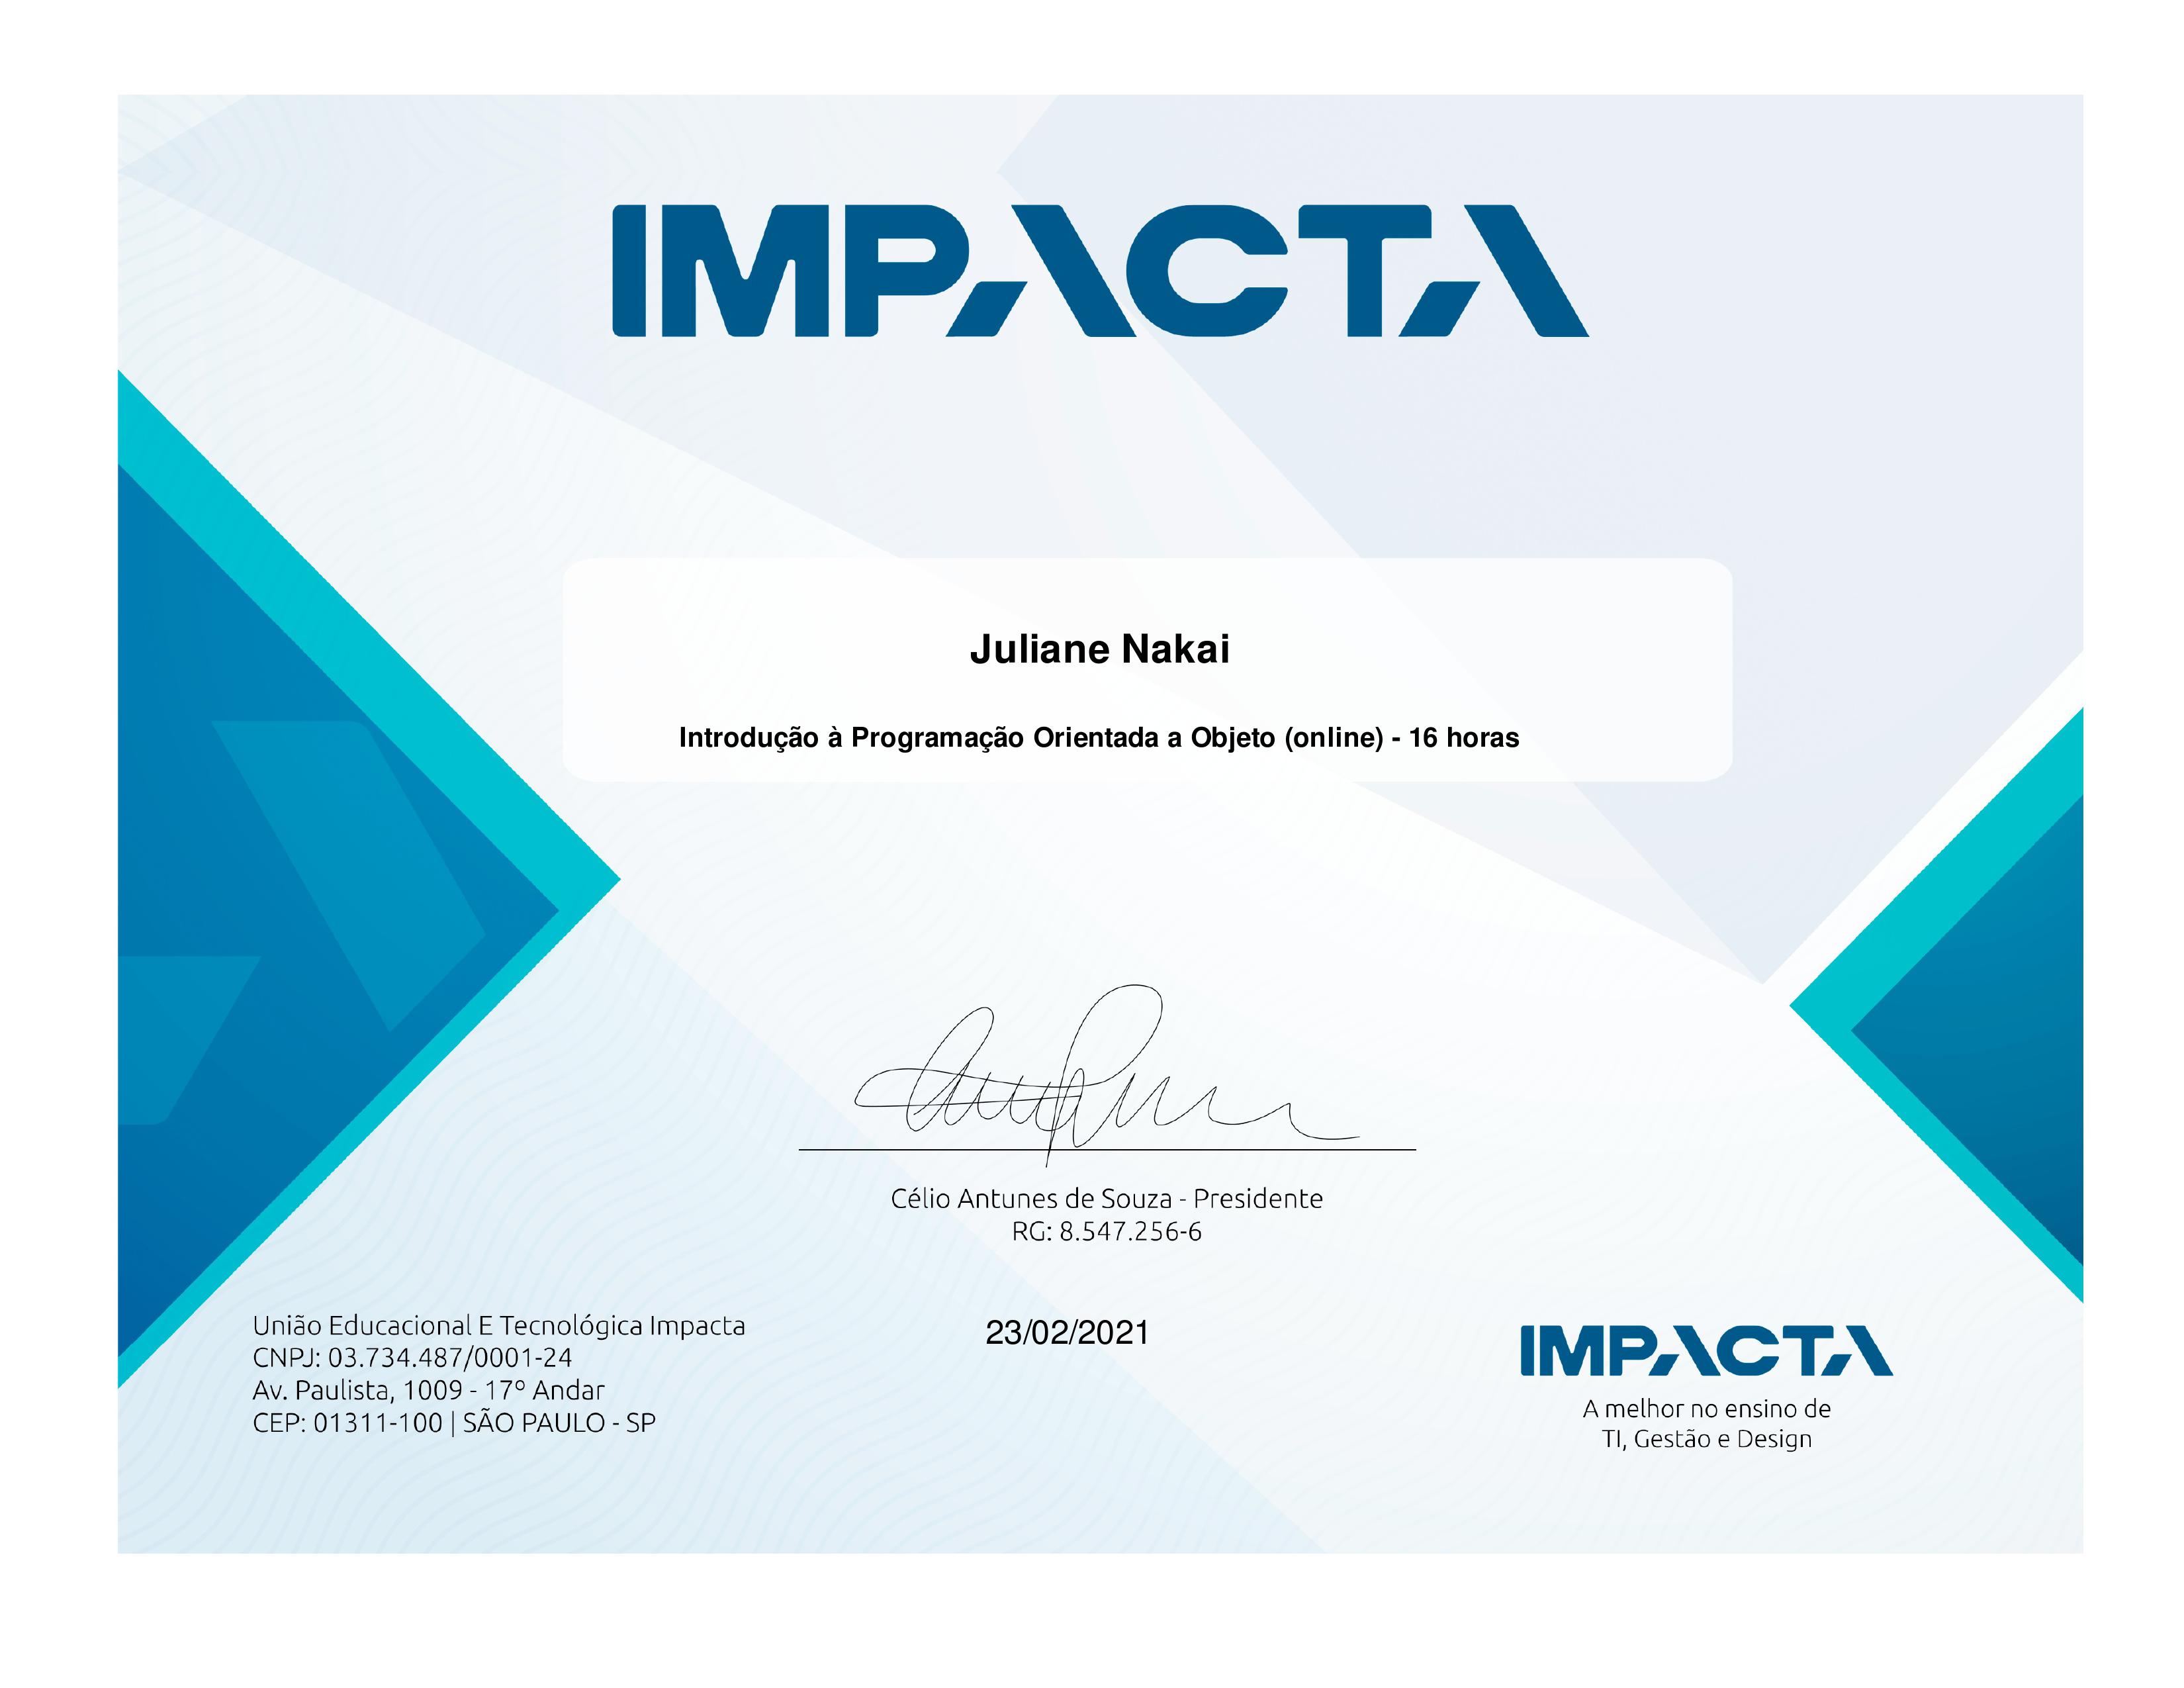 IMPACTA
Juliane Nakai
Introdução à Programação Orientada a Objeto (online) - 16 horas
Célio Antunes de Souza - Presidente
RG: 8.547.256-6
União Educacional E Tecnológica Impacta
CNPJ: 03.734.487/0001-24
Av. Paulista, 1009 - 17º Andar
CEP: 01311-100 | SÃO PAULO - SP
23/02/2021
IMPACTA
A melhor no ensino de
TI, Gestão e Design